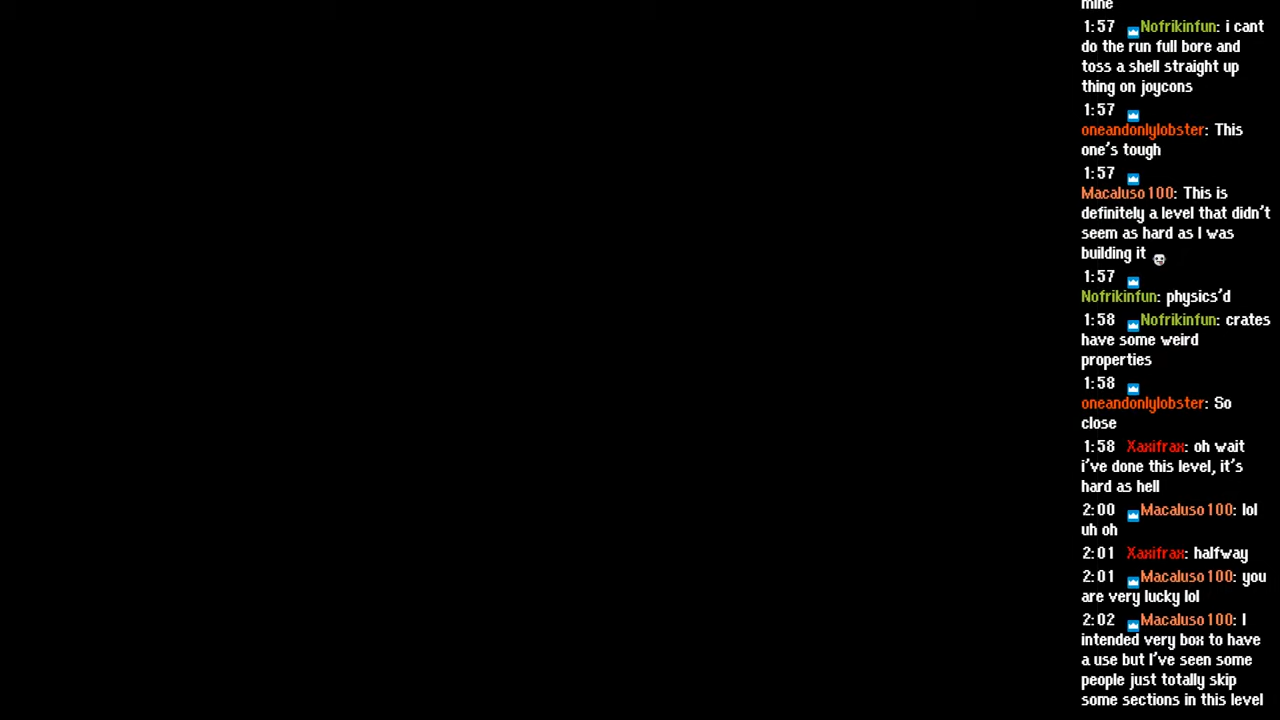 mine
1:57 Nofrikinfun: i cant
do the run full bore and
toss a shell straight up
thing on joycons
1:57
oneandonlylobster: This
one's tough
1:57
Macaluso100: This is
definitely a level that didn't
seem as hard as I was
building it
1:57
Nofrikinfun: physics'd
1:58 Nofrikinfun: crates
have some weird
properties
1:58
oneandonlylobster: So
close
1:58 Xaxifrax: oh wait
i've done this level, it's
hard as hell
2:00 Macaluso100: lol
uh oh
2:01 Xaxifrax: halfway
2:01 Macaluso100: you
are very lucky lol
2:02 Macaluso100: I
intended very box to have
a use but I've seen some
people just totally skip
some sections in this level